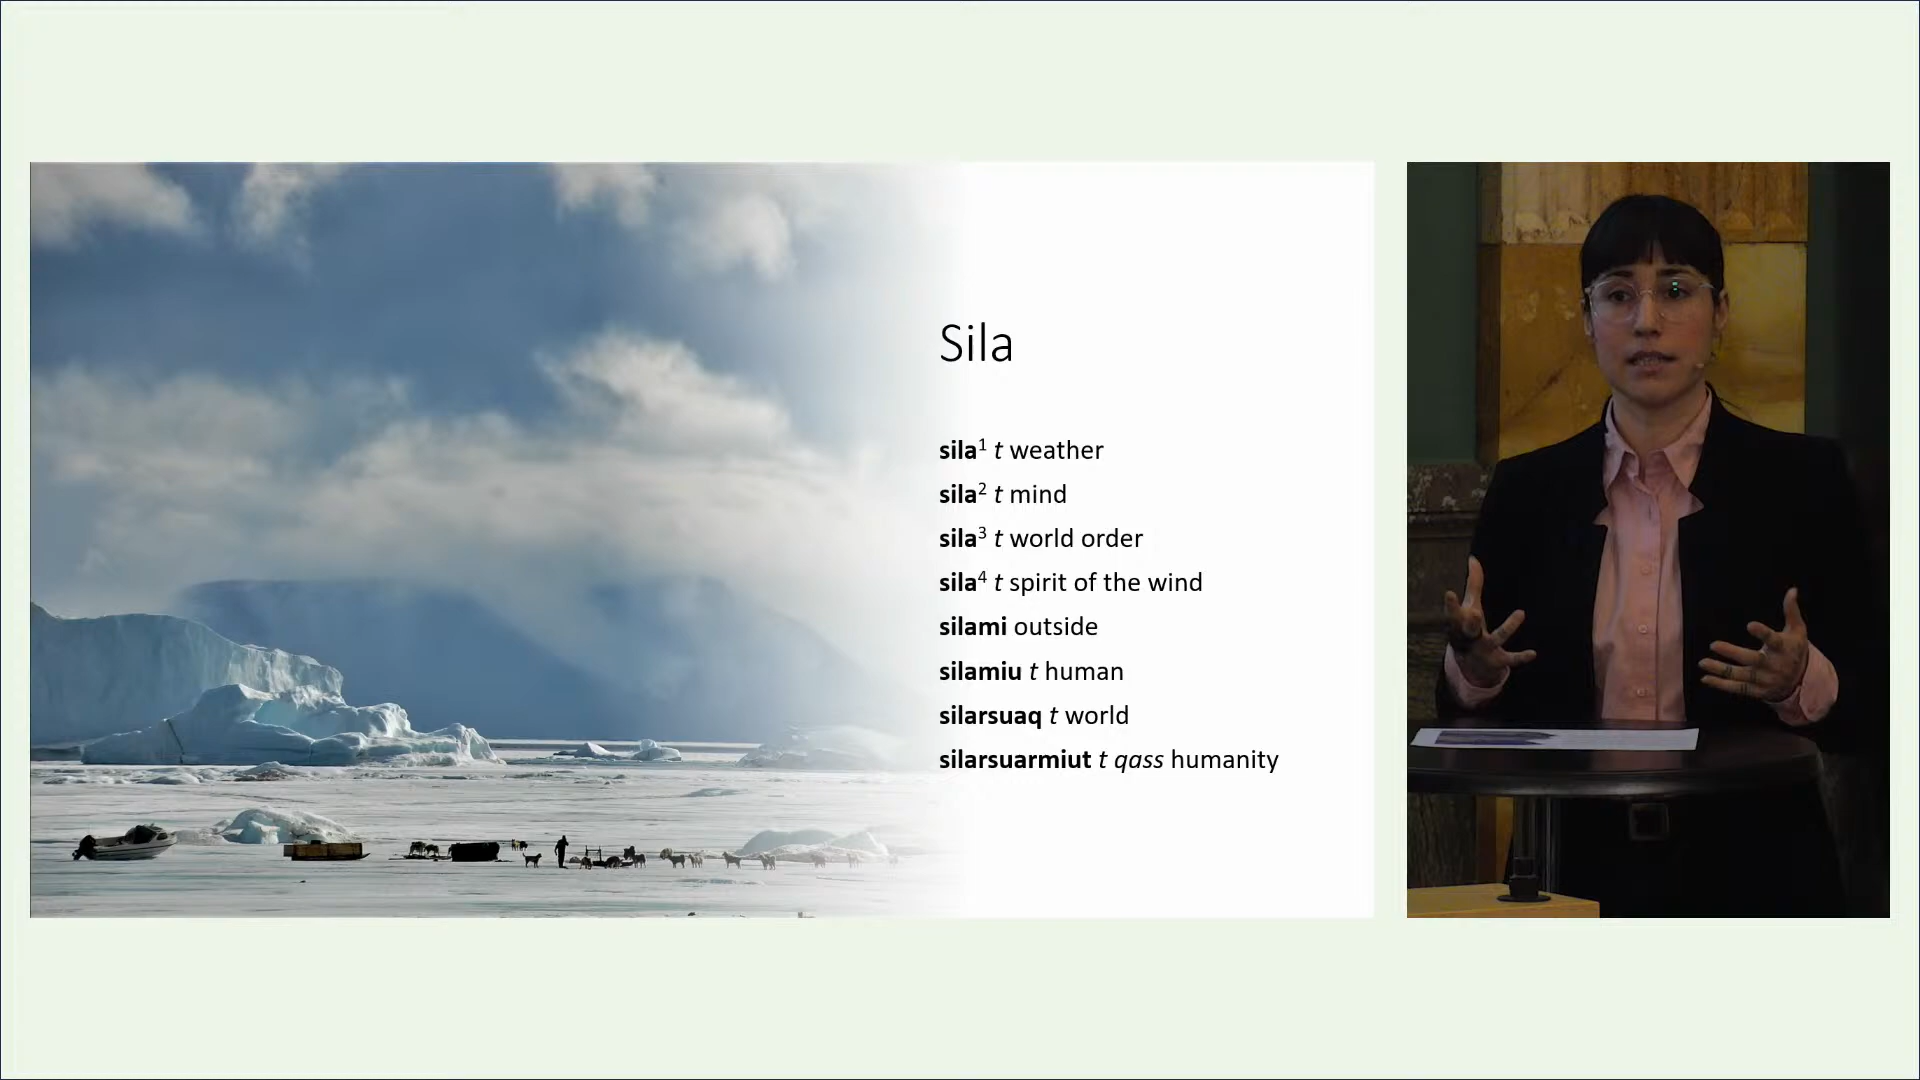 Sila
sila¹ t weather
sila² t mind
sila³ t world order
sila⁴ t spirit of the wind
silami outside
silamiu t human
silarsuaq t world
silarsuarmiut t qass humanity